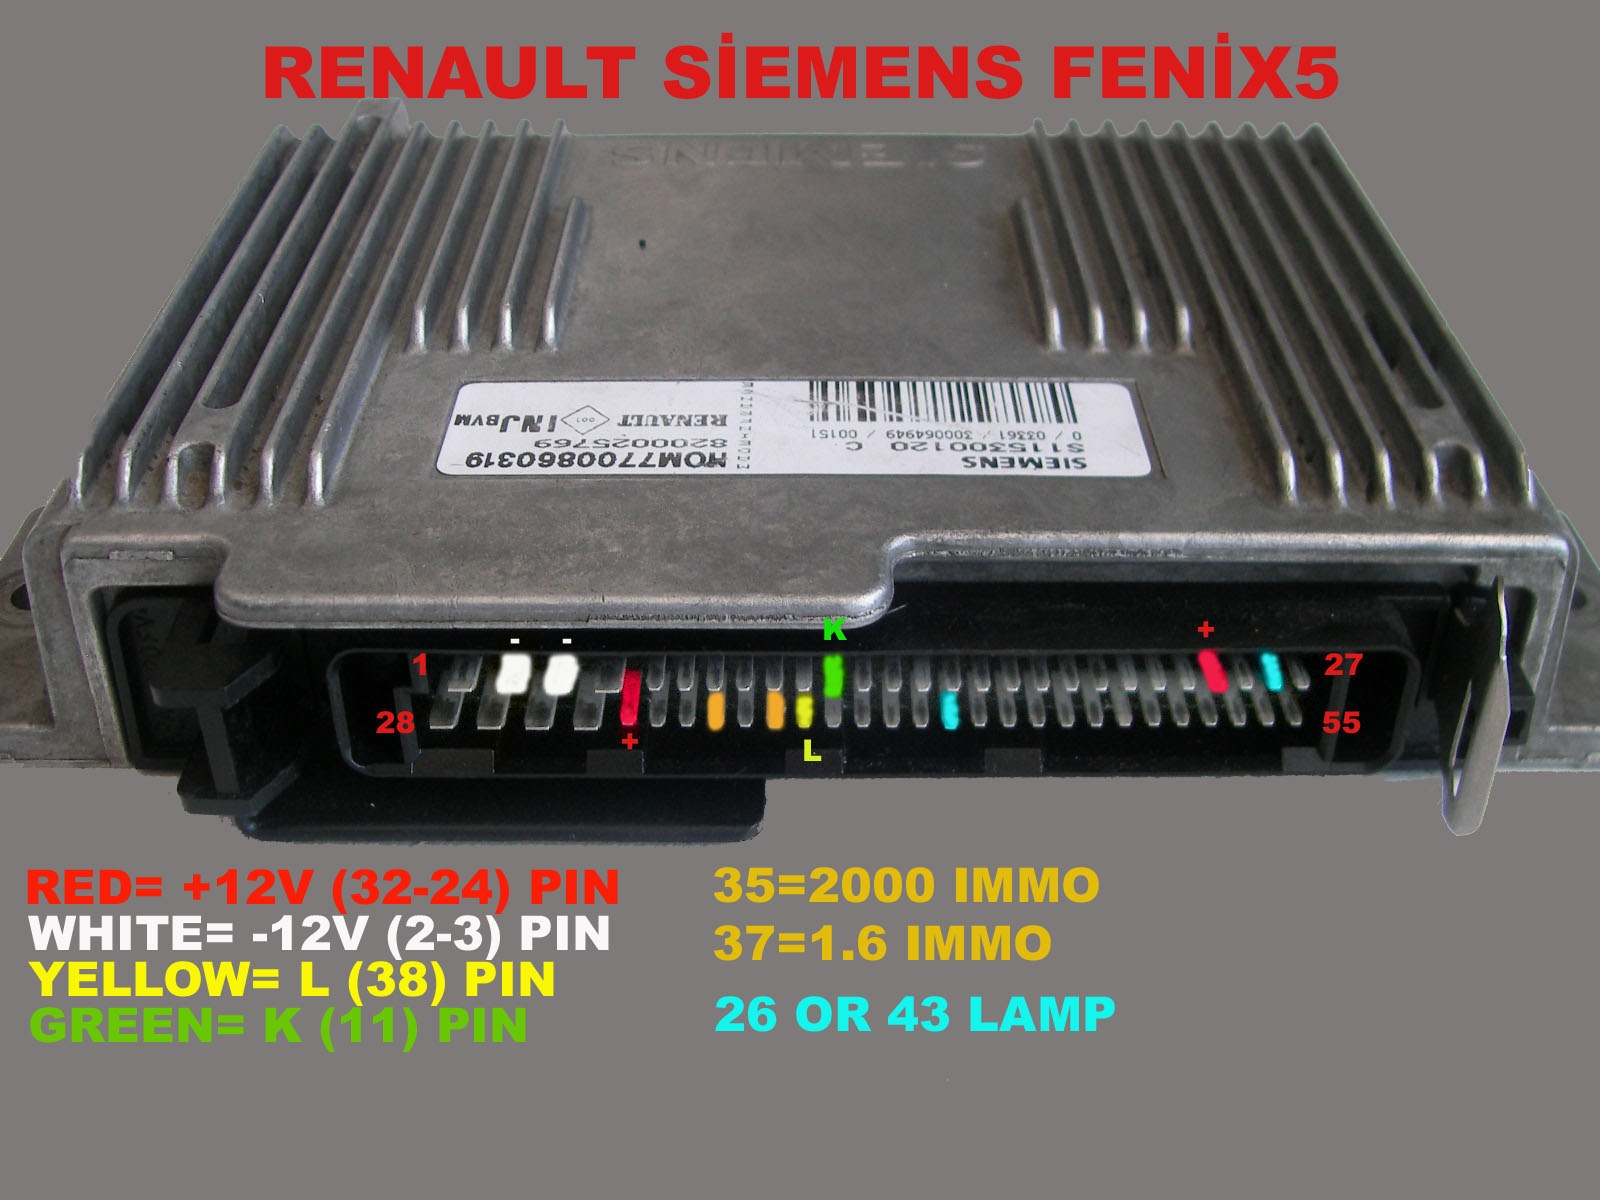 RENAULT SİEMENS FENİX5
SIEMENS
SIEMENS
S115300120 C
0 / 03361 / 300064949 / 00151
HOM7700860319
8200025769
RENAULT 001 INJ BVM
- - K +
1 27
28 55
+ L
RED= +12V (32-24) PIN
WHITE= -12V (2-3) PIN
YELLOW= L (38) PIN
GREEN= K (11) PIN
35=2000 IMMO
37=1.6 IMMO
26 OR 43 LAMP